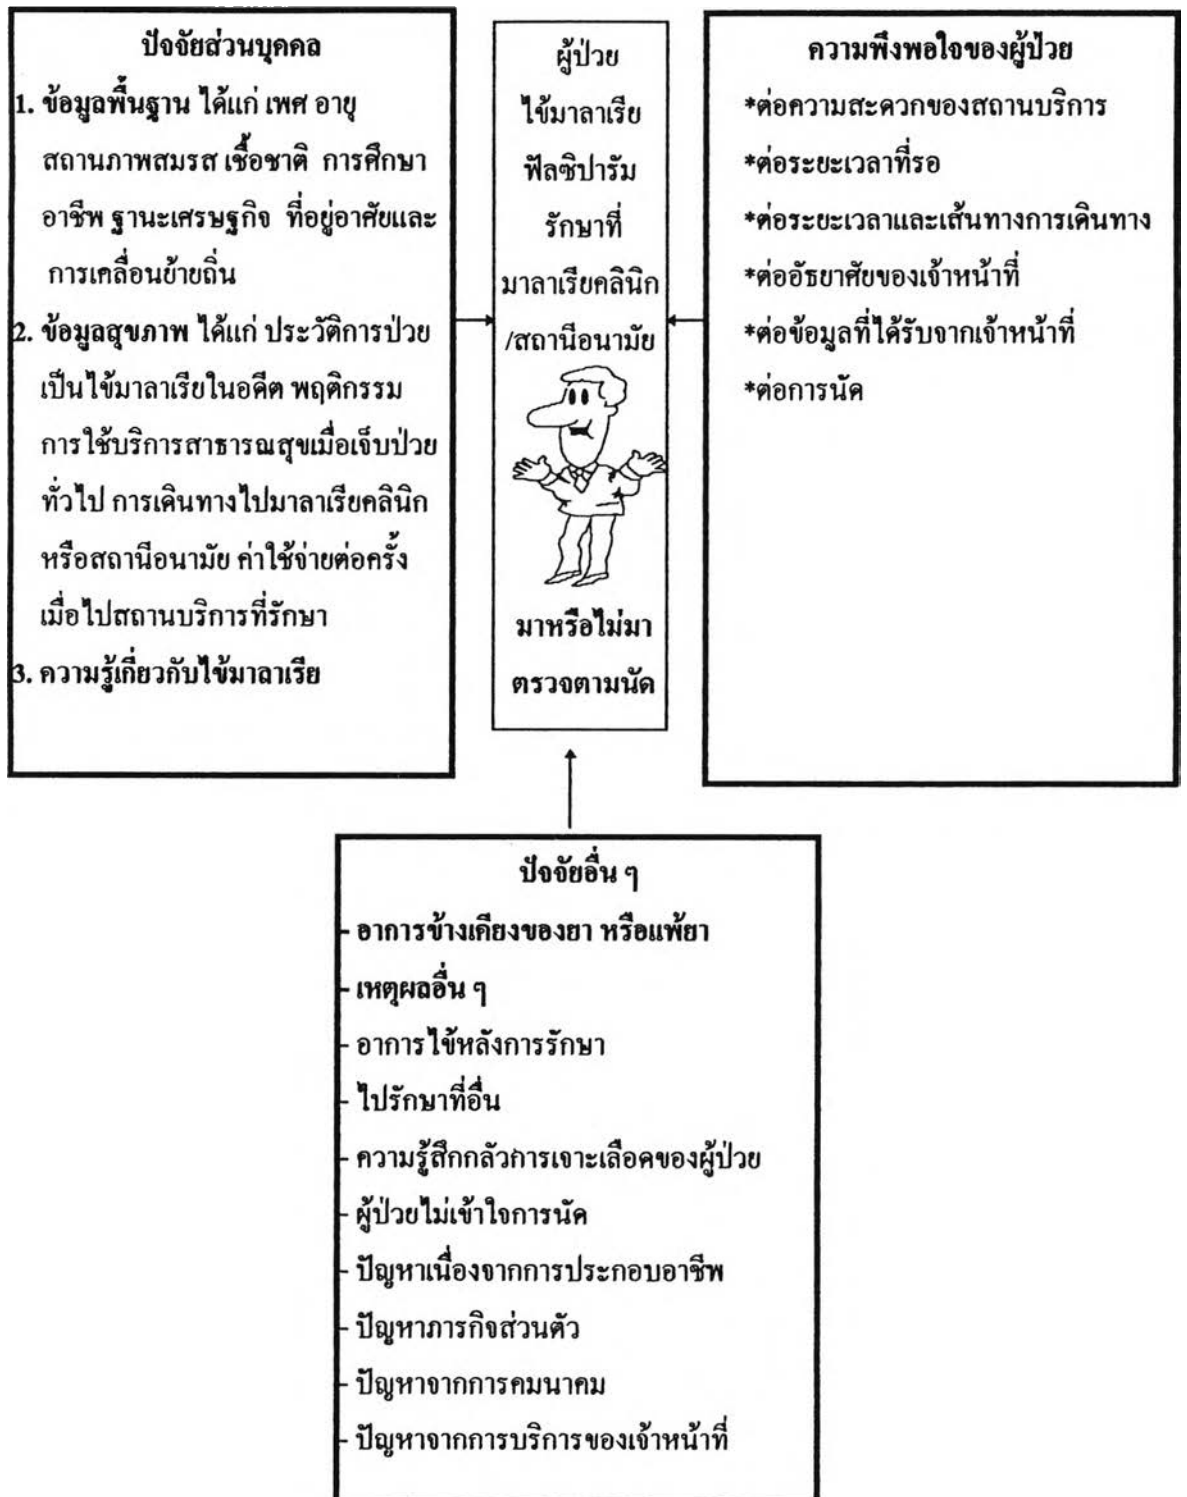 ปัจจัยส่วนบุคคล
1. ข้อมูลพื้นฐาน ได้แก่ เพศ อายุ
สถานภาพสมรส เชื้อชาติ การศึกษา
อาชีพ ฐานะเศรษฐกิจ ที่อยู่อาศัยและ
การเคลื่อนย้ายถิ่น
2. ข้อมูลสุขภาพ ได้แก่ ประวัติการป่วย
เป็นไข้มาลาเรียในอดีต พฤติกรรม
การใช้บริการสาธารณสุขเมื่อเจ็บป่วย
ทั่วไป การเดินทางไปมาลาเรียคลินิก
หรือสถานีอนามัย ค่าใช้จ่ายต่อครั้ง
เมื่อไปสถานบริการที่รักษา
3. ความรู้เกี่ยวกับไข้มาลาเรีย
ผู้ป่วย
ไข้มาลาเรีย
ฟัลซิปารัม
รักษาที่
มาลาเรียคลินิก
/สถานีอนามัย
มาหรือไม่มา
ตรวจตามนัด
ความพึงพอใจของผู้ป่วย
*ต่อความสะดวกของสถานบริการ
*ต่อระยะเวลาที่รอ
*ต่อระยะเวลาและเส้นทางการเดินทาง
*ต่ออัธยาศัยของเจ้าหน้าที่
*ต่อข้อมูลที่ได้รับจากเจ้าหน้าที่
*ต่อการนัด
ปัจจัยอื่น ๆ
- อาการข้างเคียงของยา หรือแพ้ยา
- เหตุผลอื่น ๆ
- อาการไข้หลังการรักษา
- ไปรักษาที่อื่น
- ความรู้สึกกลัวการเจาะเลือดของผู้ป่วย
- ผู้ป่วยไม่เข้าใจการนัด
- ปัญหาเนื่องจากการประกอบอาชีพ
- ปัญหาภารกิจส่วนตัว
- ปัญหาจากการคมนาคม
- ปัญหาจากการบริการของเจ้าหน้าที่